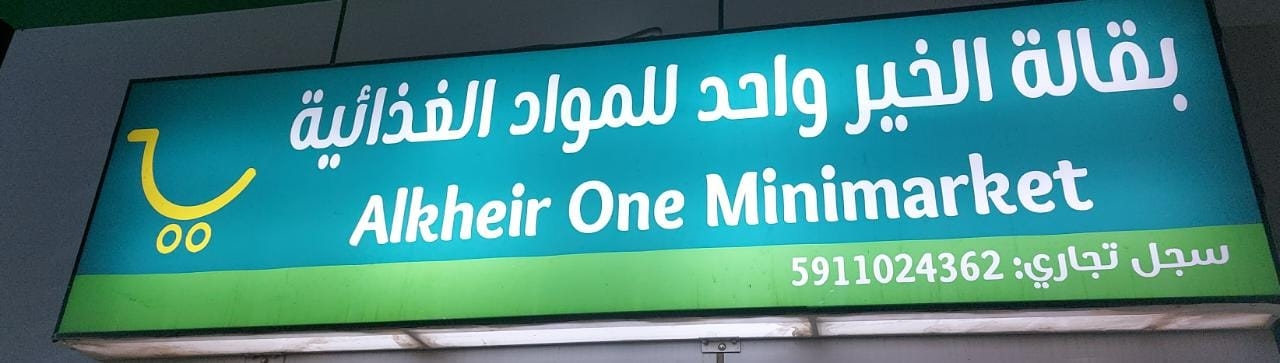 بقالة الخير واحد للمواد الغذائية
Alkheir One Minimarket
سجل تجاري: 5911024362